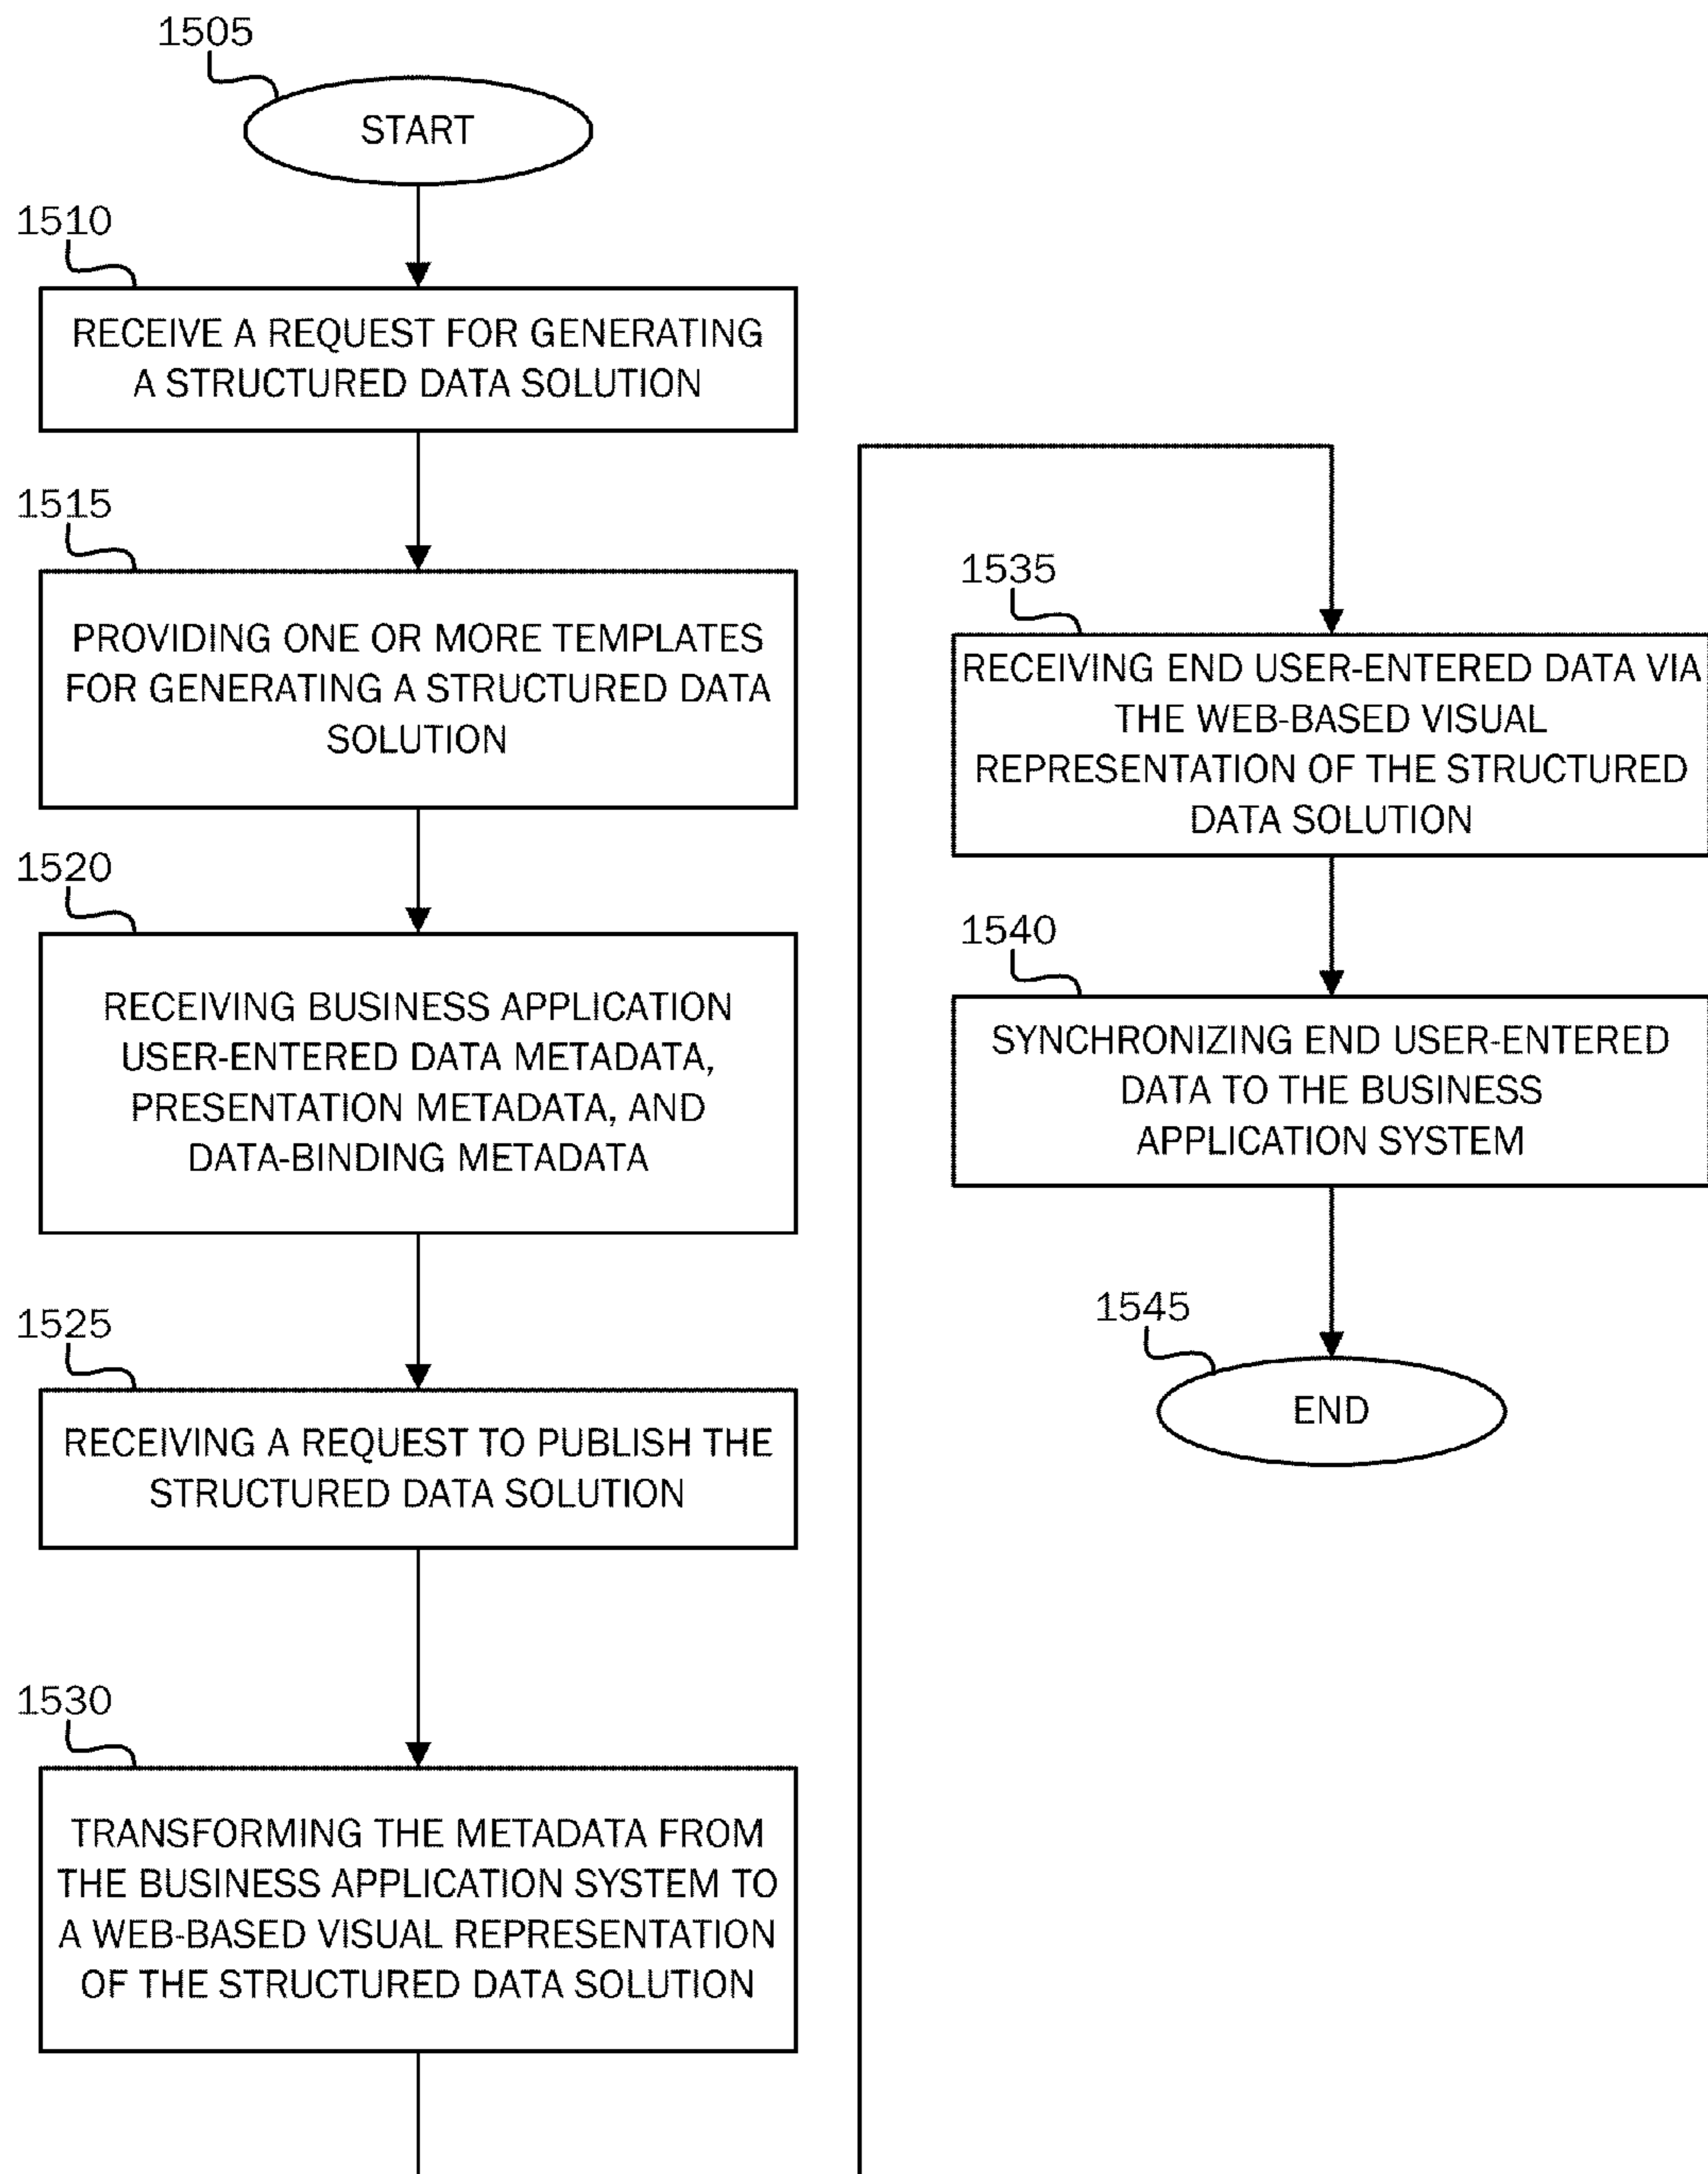 1505
START
1510
RECEIVE A REQUEST FOR GENERATING
A STRUCTURED DATA SOLUTION
1515
PROVIDING ONE OR MORE TEMPLATES
FOR GENERATING A STRUCTURED DATA
SOLUTION
1520
RECEIVING BUSINESS APPLICATION
USER-ENTERED DATA METADATA,
PRESENTATION METADATA, AND
DATA-BINDING METADATA
1525
RECEIVING A REQUEST TO PUBLISH THE
STRUCTURED DATA SOLUTION
1530
TRANSFORMING THE METADATA FROM
THE BUSINESS APPLICATION SYSTEM TO
A WEB-BASED VISUAL REPRESENTATION
OF THE STRUCTURED DATA SOLUTION
1535
RECEIVING END USER-ENTERED DATA VIA
THE WEB-BASED VISUAL
REPRESENTATION OF THE STRUCTURED
DATA SOLUTION
1540
SYNCHRONIZING END USER-ENTERED
DATA TO THE BUSINESS
APPLICATION SYSTEM
1545
END